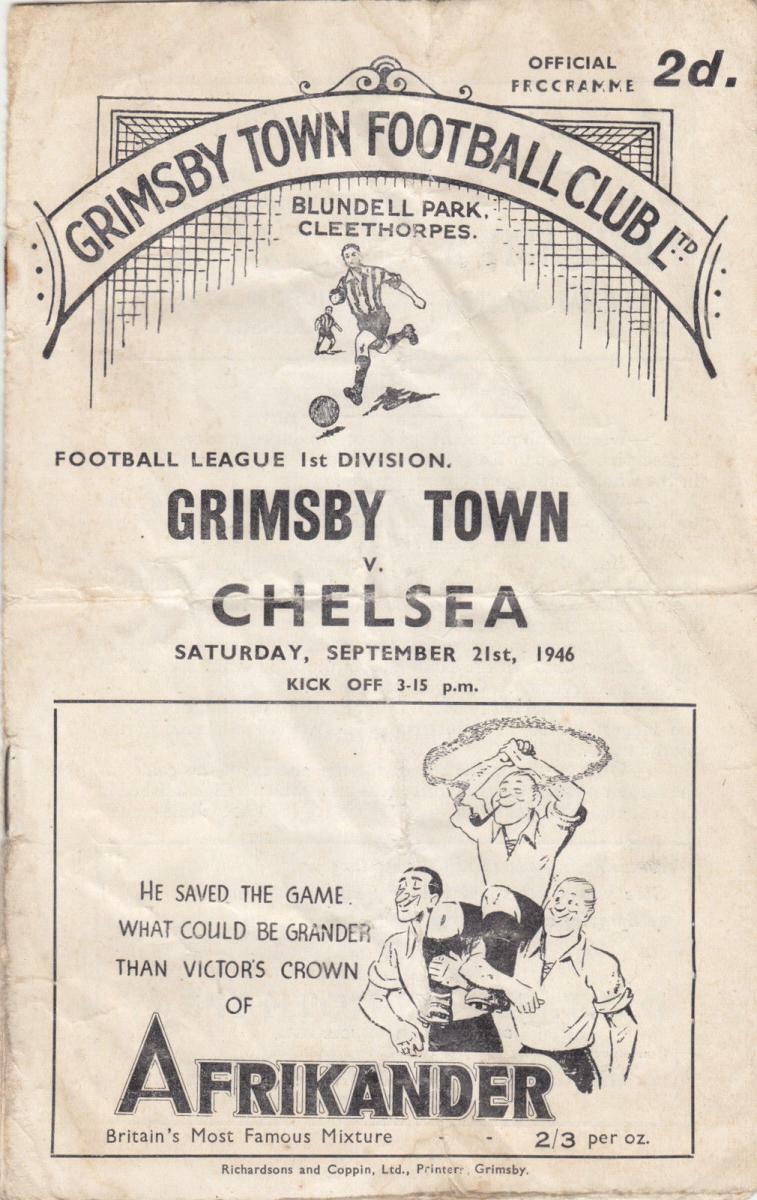 OFFICIAL
PROGRAMME 2d.
GRIMSBY TOWN FOOTBALL CLUB LTD
BLUNDELL PARK,
CLEETHORPES.
FOOTBALL LEAGUE 1st DIVISION.
GRIMSBY TOWN
V.
CHELSEA
SATURDAY, SEPTEMBER 21st, 1946
KICK OFF 3-15 p.m.
HE SAVED THE GAME.
WHAT COULD BE GRANDER
THAN VICTOR'S CROWN
OF
AFRIKANDER
Britain's Most Famous Mixture - - 2/3 per oz.
Richardsons and Coppin, Ltd., Printers, Grimsby.